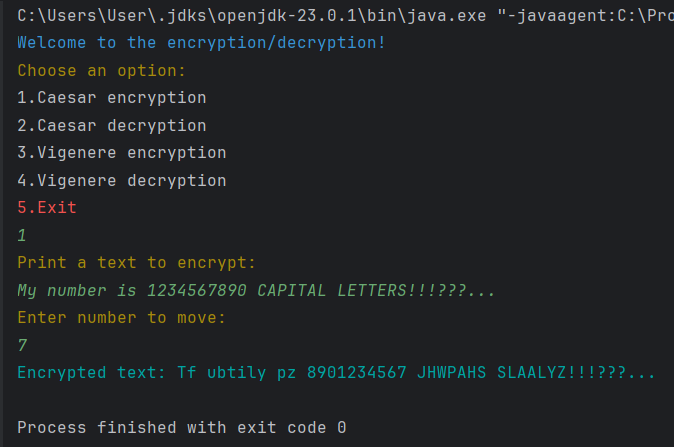 C:\Users\User\.jdks\openjdk-23.0.1\bin\java.exe "-javaagent:C:\Pro
Welcome to the encryption/decryption!
Choose an option:
1.Caesar encryption
2.Caesar decryption
3.Vigenere encryption
4.Vigenere decryption
5.Exit
1
Print a text to encrypt:
My number is 1234567890 CAPITAL LETTERS!!!???...
Enter number to move:
7
Encrypted text: Tf ubtily pz 8901234567 JHWPAHS SLAALYZ!!!???...
Process finished with exit code 0